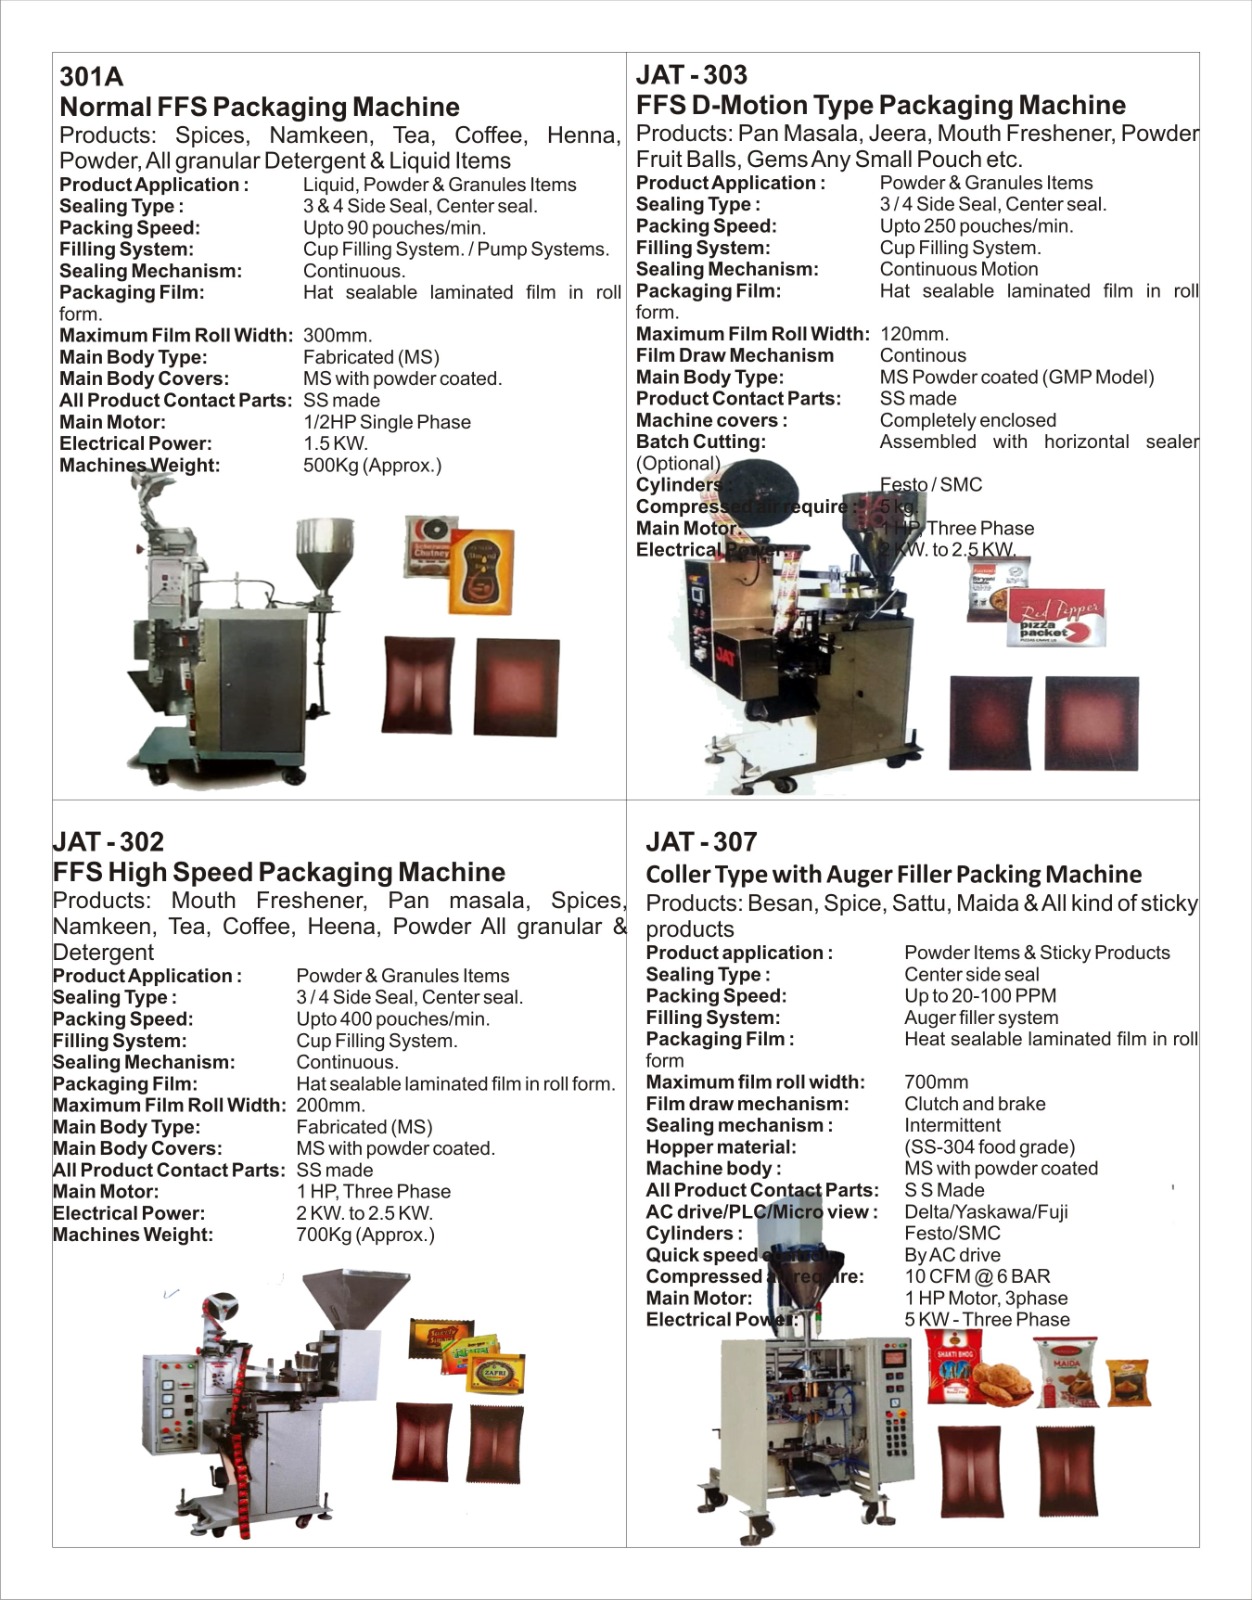 301A
Normal FFS Packaging Machine
Products: Spices, Namkeen, Tea, Coffee, Henna,
Powder, All granular Detergent & Liquid Items
Product Application : Liquid, Powder & Granules Items
Sealing Type : 3 & 4 Side Seal, Center seal.
Packing Speed: Upto 90 pouches/min.
Filling System: Cup Filling System. / Pump Systems.
Sealing Mechanism: Continuous.
Packaging Film: Hat sealable laminated film in roll
form.
Maximum Film Roll Width: 300mm.
Main Body Type: Fabricated (MS)
Main Body Covers: MS with powder coated.
All Product Contact Parts: SS made
Main Motor: 1/2HP Single Phase
Electrical Power: 1.5 KW.
Machines Weight: 500Kg (Approx.)
Chutney
JAT - 303
FFS D-Motion Type Packaging Machine
Products: Pan Masala, Jeera, Mouth Freshener, Powder
Fruit Balls, Gems Any Small Pouch etc.
Product Application : Powder & Granules Items
Sealing Type : 3 / 4 Side Seal, Center seal.
Packing Speed: Upto 250 pouches/min.
Filling System: Cup Filling System.
Sealing Mechanism: Continuous Motion
Packaging Film: Hat sealable laminated film in roll
form.
Maximum Film Roll Width: 120mm.
Film Draw Mechanism Continous
Main Body Type: MS Powder coated (GMP Model)
Product Contact Parts: SS made
Machine covers : Completely enclosed
Batch Cutting: Assembled with horizontal sealer
(Optional)
Cylinders : Festo / SMC
Compressed air require : 5 kg.
Main Motor: 1 HP, Three Phase
Electrical Power: 2 KW. to 2.5 KW.
JAT
Red Pepper
pizza
packet
JAT - 302
FFS High Speed Packaging Machine
Products: Mouth Freshener, Pan masala, Spices,
Namkeen, Tea, Coffee, Heena, Powder All granular &
Detergent
Product Application : Powder & Granules Items
Sealing Type : 3 / 4 Side Seal, Center seal.
Packing Speed: Upto 400 pouches/min.
Filling System: Cup Filling System.
Sealing Mechanism: Continuous.
Packaging Film: Hat sealable laminated film in roll form.
Maximum Film Roll Width: 200mm.
Main Body Type: Fabricated (MS)
Main Body Covers: MS with powder coated.
All Product Contact Parts: SS made
Main Motor: 1 HP, Three Phase
Electrical Power: 2 KW. to 2.5 KW.
Machines Weight: 700Kg (Approx.)
ZAFRI
JAT - 307
Coller Type with Auger Filler Packing Machine
Products: Besan, Spice, Sattu, Maida & All kind of sticky
products
Product application : Powder Items & Sticky Products
Sealing Type : Center side seal
Packing Speed: Up to 20-100 PPM
Filling System: Auger filler system
Packaging Film : Heat sealable laminated film in roll
form
Maximum film roll width: 700mm
Film draw mechanism: Clutch and brake
Sealing mechanism : Intermittent
Hopper material: (SS-304 food grade)
Machine body : MS with powder coated
All Product Contact Parts: S S Made
AC drive/PLC/Micro view : Delta/Yaskawa/Fuji
Cylinders : Festo/SMC
Quick speed By AC drive
Compressed air require: 10 CFM @ 6 BAR
Main Motor: 1 HP Motor, 3phase
Electrical Power: 5 KW - Three Phase
SHAKTI BHOG
MAIDA